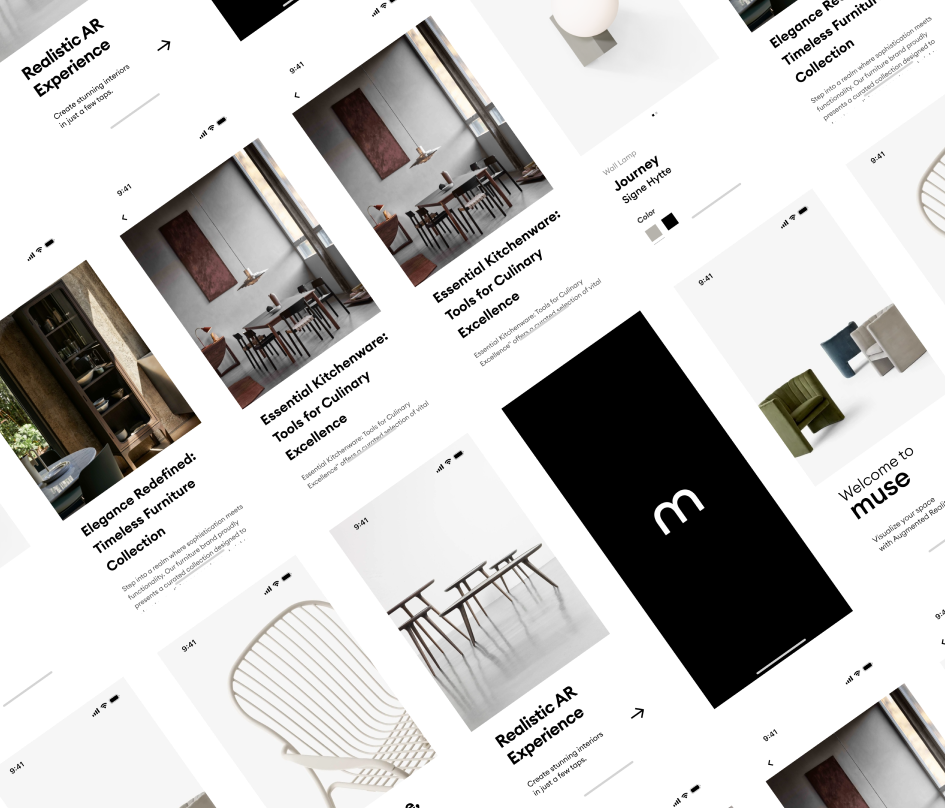 Realistic AR
Experience
Create stunning interiors
in just a few taps.
9:41
Elegance Redefined:
Timeless Furniture
Collection
Step into a realm where sophistication meets
functionality. Our furniture brand proudly
presents a curated collection designed to
9:41
Essential Kitchenware:
Tools for Culinary
Excellence
Essential Kitchenware: Tools for Culinary
Excellence" offers a curated selection of vital
9:41
Essential Kitchenware:
Tools for Culinary
Excellence
Essential Kitchenware: Tools for Culinary
Excellence" offers a curated selection of vital
Wall Lamp
Journey
Signe Hytte
Color
Elegance
Timeless Furniture
Collection
Step into a realm where sophistication meets
functionality. Our furniture brand proudly
presents a curated collection designed to
9:41
9:41
9:41
9:41
Realistic AR
Experience
Create stunning interiors
in just a few taps.
m
9:41
Welcome to
muse
Visualize your space
with Augmented
9:41
9:41